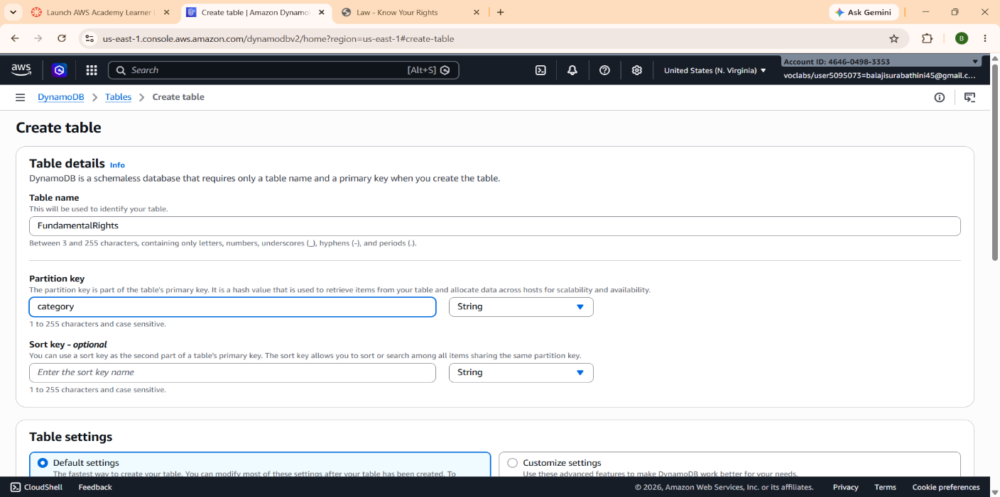 Launch AWS Academy Learner
Create table | Amazon Dynamo
Law - Know Your Rights
Ask Gemini
us-east-1.console.aws.amazon.com/dynamodbv2/home?region=us-east-1#create-table
B
aws
Search
[Alt+S]
United States (N. Virginia)
Account ID: 4646-0498-3353
voclabs/user5095073=balajisurabathini45@gmail.c...
DynamoDB
Tables
Create table
Create table
Table details Info
DynamoDB is a schemaless database that requires only a table name and a primary key when you create the table.
Table name
This will be used to identify your table.
FundamentalRights
Between 3 and 255 characters, containing only letters, numbers, underscores (_), hyphens (-), and periods (.).
Partition key
The partition key is part of the table's primary key. It is a hash value that is used to retrieve items from your table and allocate data across hosts for scalability and availability.
category
String
1 to 255 characters and case sensitive.
Sort key - optional
You can use a sort key as the second part of a table's primary key. The sort key allows you to sort or search among all items sharing the same partition key.
Enter the sort key name
String
1 to 255 characters and case sensitive.
Table settings
Default settings
The fastest way to create your table. You can modify most of these settings after your table has been created. To
Customize settings
Use these advanced features to make DynamoDB work better for your needs.
CloudShell
Feedback
© 2026, Amazon Web Services, Inc. or its affiliates.
Privacy
Terms
Cookie preferences